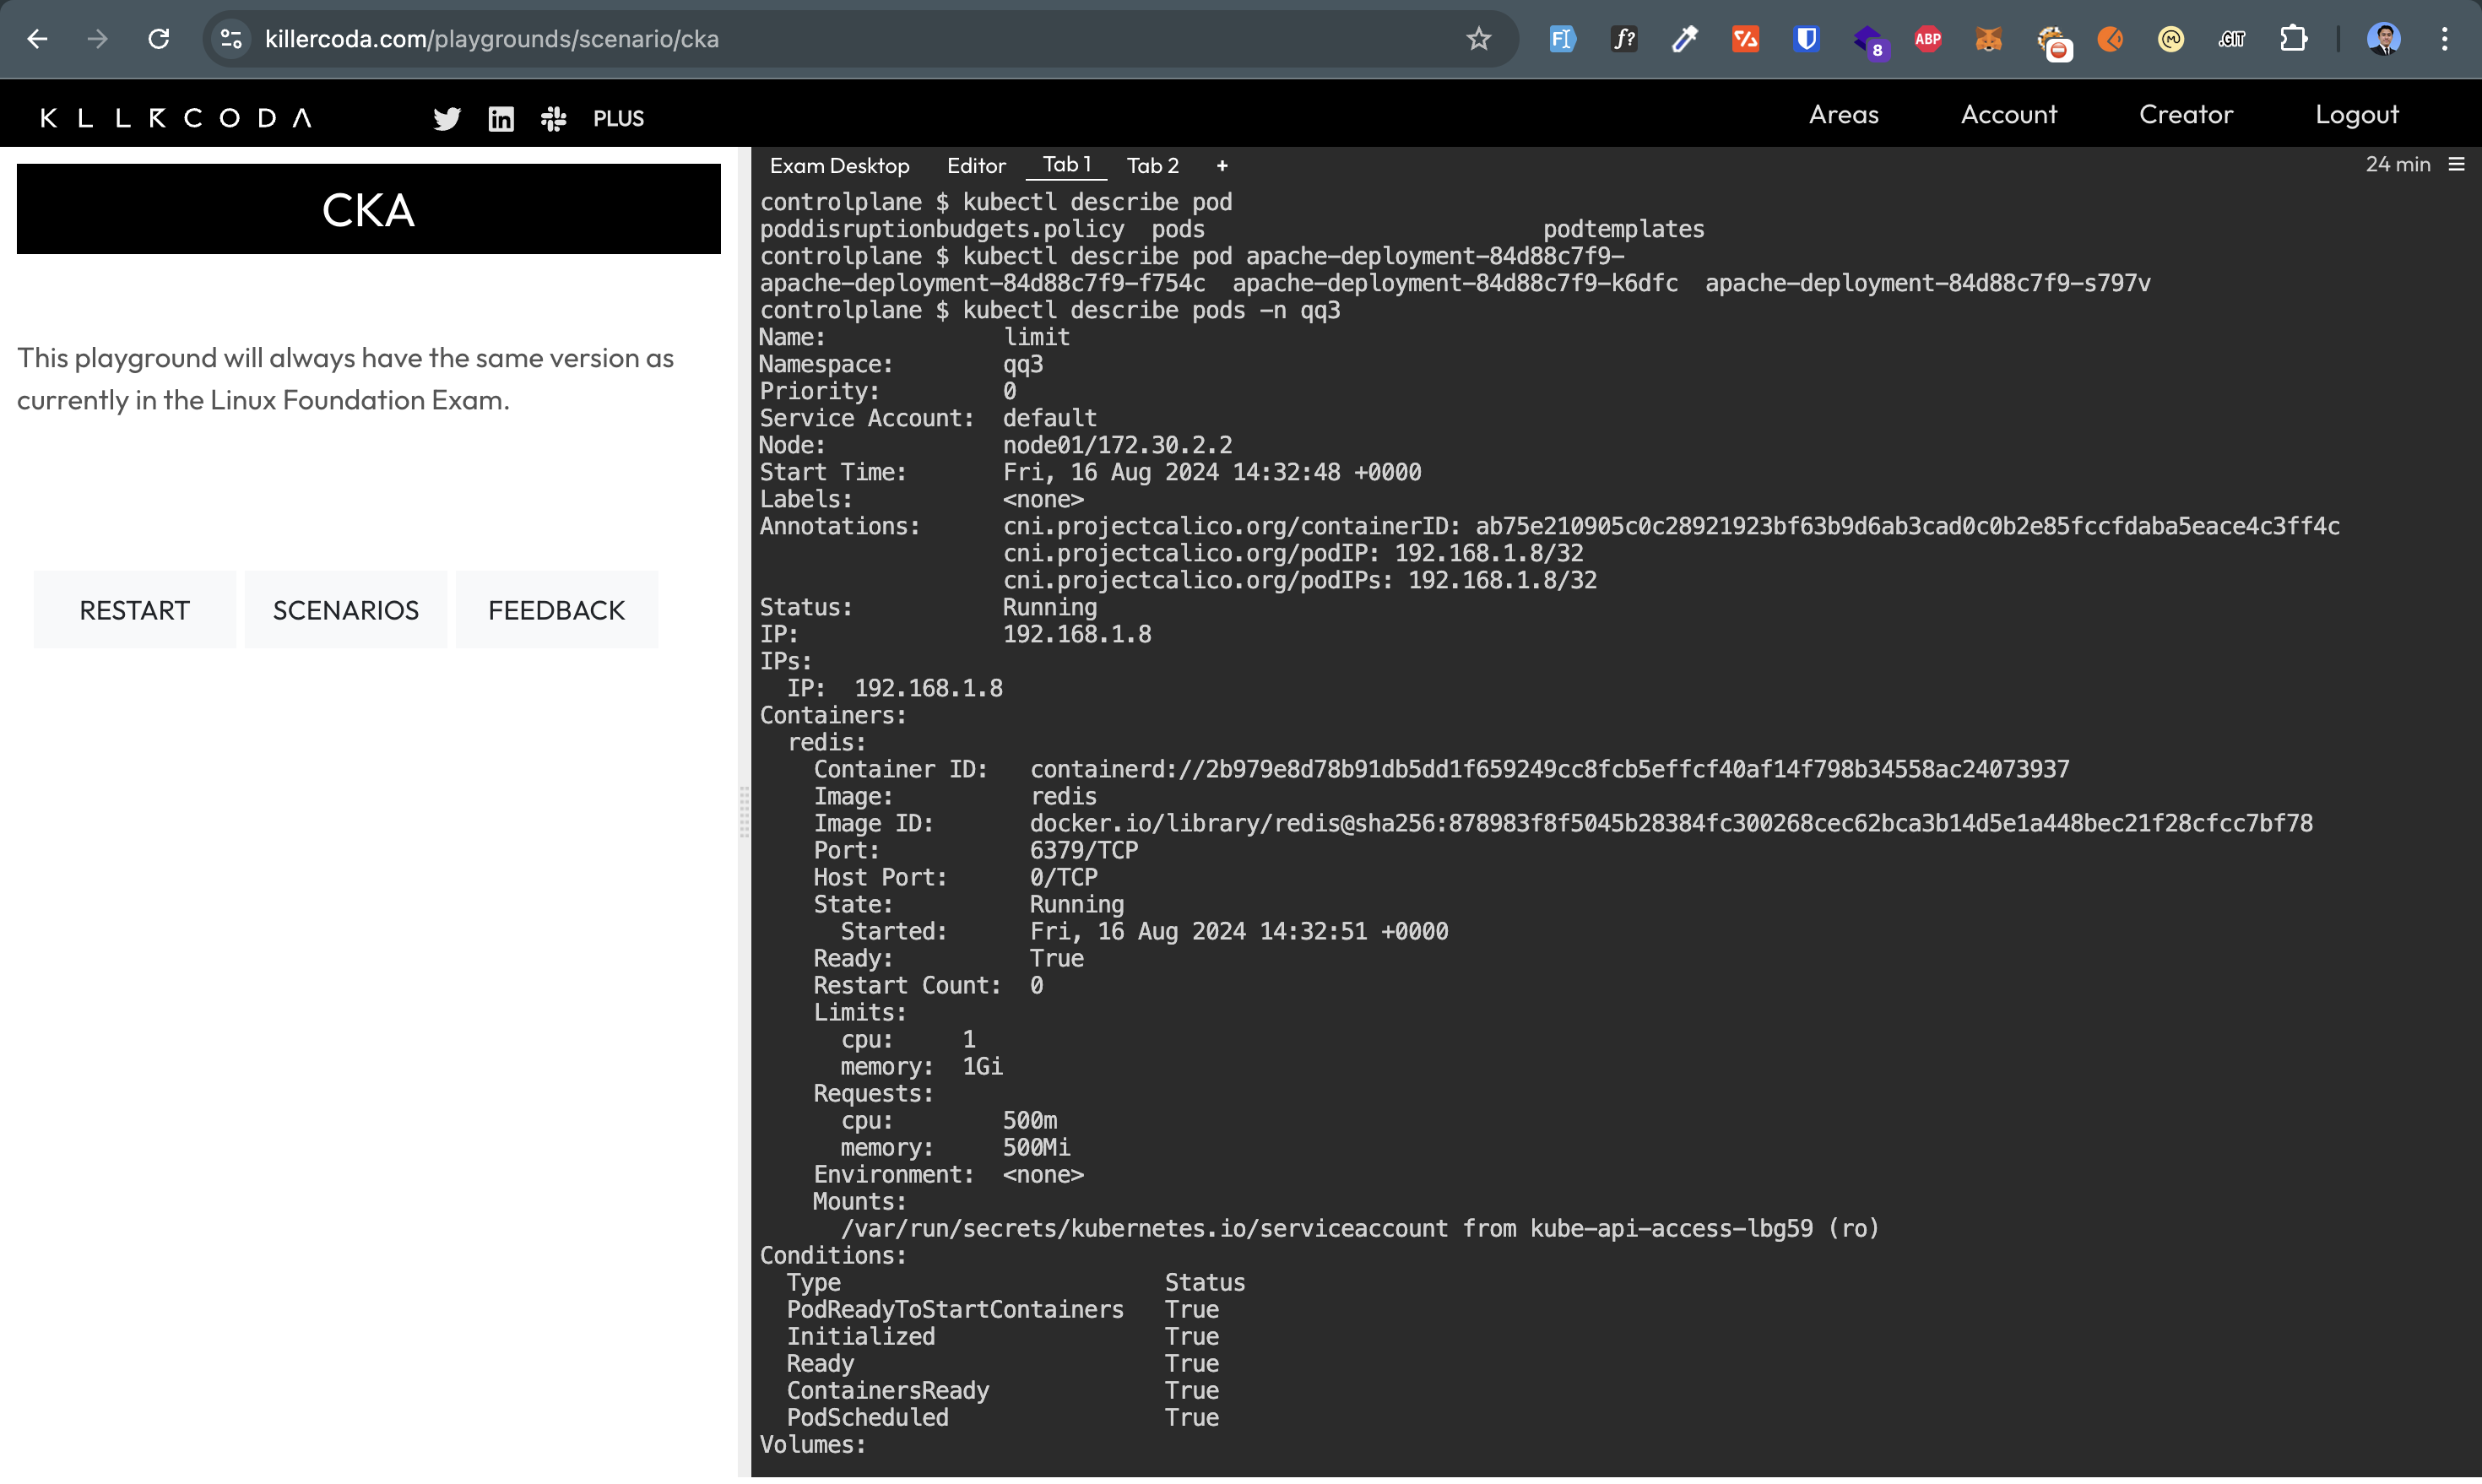 killercoda.com/playgrounds/scenario/cka
8
ABP
.GIT
KLLRCODA
PLUS
Areas
Account
Creator
Logout
CKA
This playground will always have the same version as
currently in the Linux Foundation Exam.
RESTART
SCENARIOS
FEEDBACK
Exam Desktop
Editor
Tab 1
Tab 2
+
24 min
controlplane $ kubectl describe pod
poddisruptionbudgets.policy  pods                         podtemplates
controlplane $ kubectl describe pod apache-deployment-84d88c7f9-
apache-deployment-84d88c7f9-f754c  apache-deployment-84d88c7f9-k6dfc  apache-deployment-84d88c7f9-s797v
controlplane $ kubectl describe pods -n qq3
Name:             limit
Namespace:        qq3
Priority:         0
Service Account:  default
Node:             node01/172.30.2.2
Start Time:       Fri, 16 Aug 2024 14:32:48 +0000
Labels:           <none>
Annotations:      cni.projectcalico.org/containerID: ab75e210905c0c28921923bf63b9d6ab3cad0c0b2e85fccfdaba5eace4c3ff4c
                  cni.projectcalico.org/podIP: 192.168.1.8/32
                  cni.projectcalico.org/podIPs: 192.168.1.8/32
Status:           Running
IP:               192.168.1.8
IPs:
  IP:  192.168.1.8
Containers:
  redis:
    Container ID:   containerd://2b979e8d78b91db5dd1f659249cc8fcb5effcf40af14f798b34558ac24073937
    Image:          redis
    Image ID:       docker.io/library/redis@sha256:878983f8f5045b28384fc300268cec62bca3b14d5e1a448bec21f28cfcc7bf78
    Port:           6379/TCP
    Host Port:      0/TCP
    State:          Running
      Started:      Fri, 16 Aug 2024 14:32:51 +0000
    Ready:          True
    Restart Count:  0
    Limits:
      cpu:     1
      memory:  1Gi
    Requests:
      cpu:        500m
      memory:     500Mi
    Environment:  <none>
    Mounts:
      /var/run/secrets/kubernetes.io/serviceaccount from kube-api-access-lbg59 (ro)
Conditions:
  Type                        Status
  PodReadyToStartContainers   True
  Initialized                 True
  Ready                       True
  ContainersReady             True
  PodScheduled                True
Volumes: